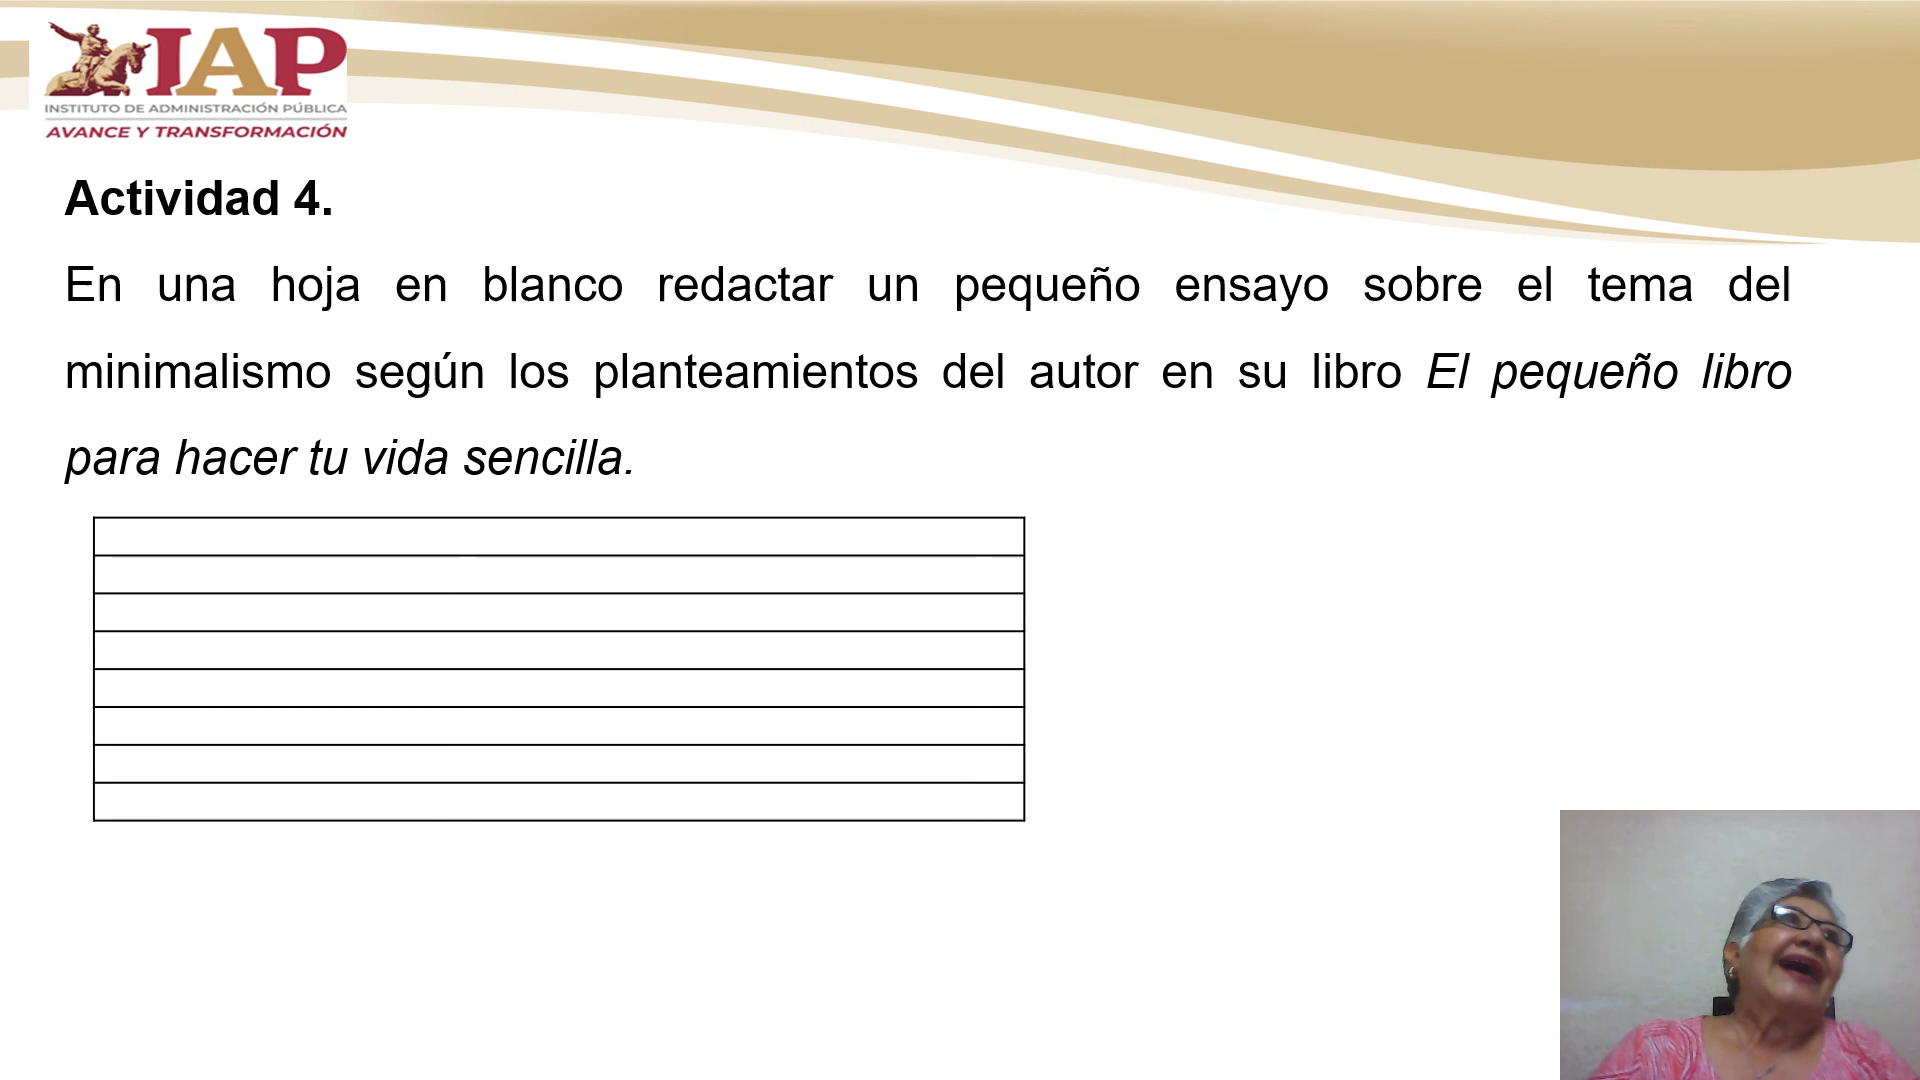 IAP
INSTITUTO DE ADMINISTRACIÓN PÚBLICA
AVANCE Y TRANSFORMACIÓN
Actividad 4.
En una hoja en blanco redactar un pequeño ensayo sobre el tema del
minimalismo según los planteamientos del autor en su libro El pequeño libro
para hacer tu vida sencilla.